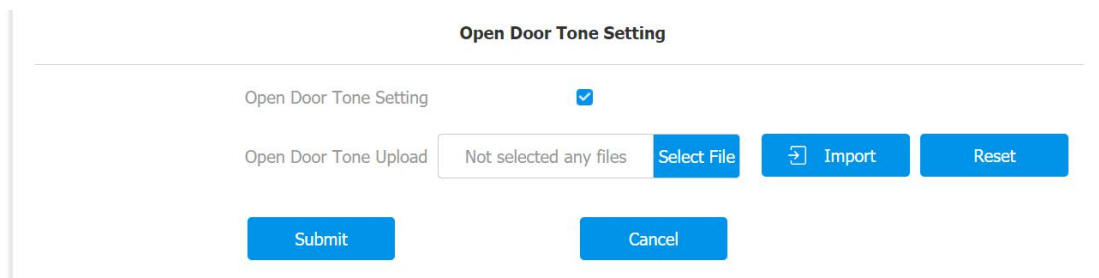 Open Door Tone Setting
Open Door Tone Setting
Open Door Tone Upload Not selected any files Select File Import Reset
Submit Cancel